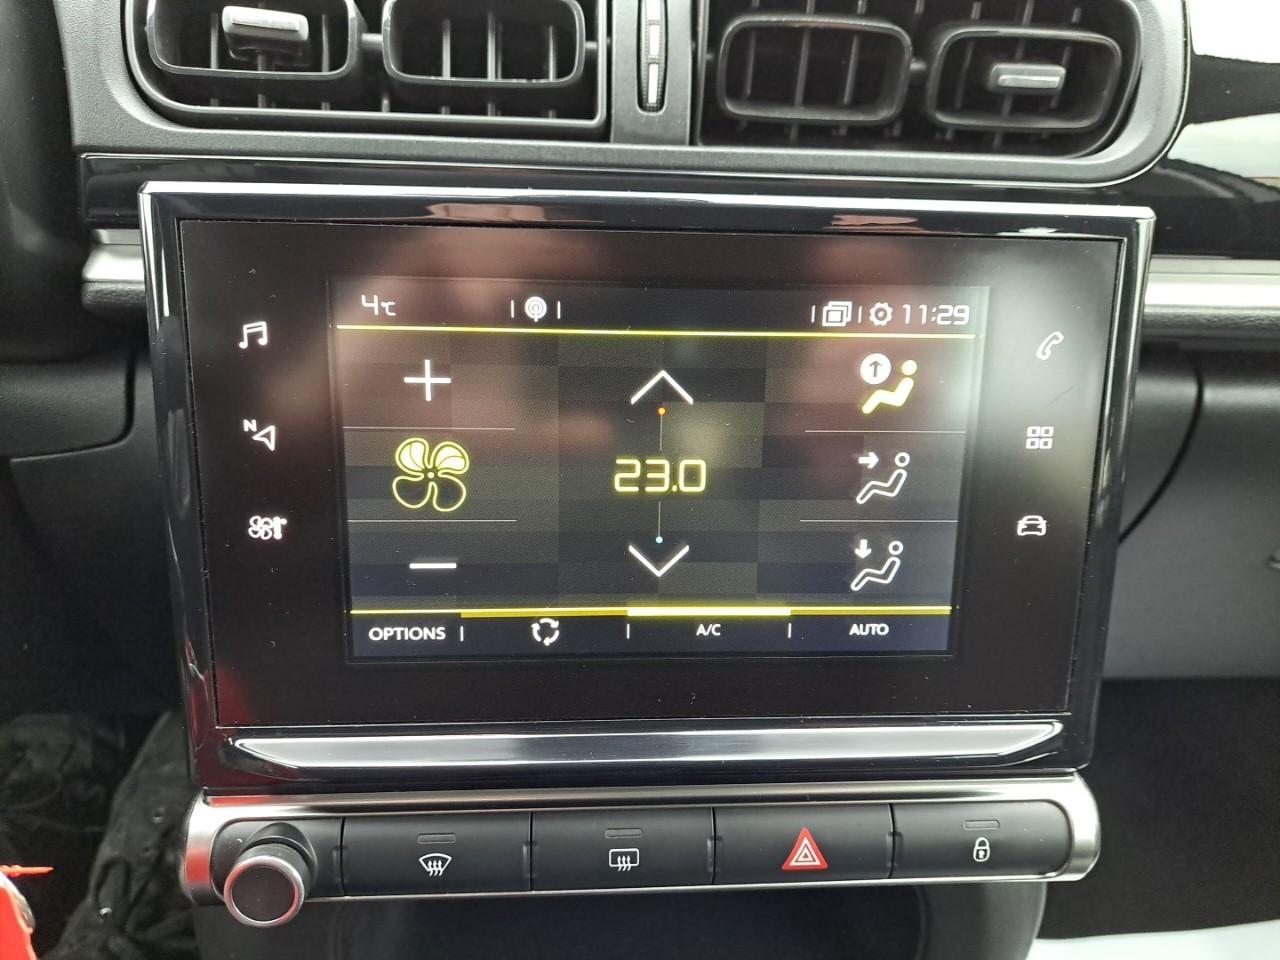 4°C 11:29
N
23.0
OPTIONS A/C AUTO